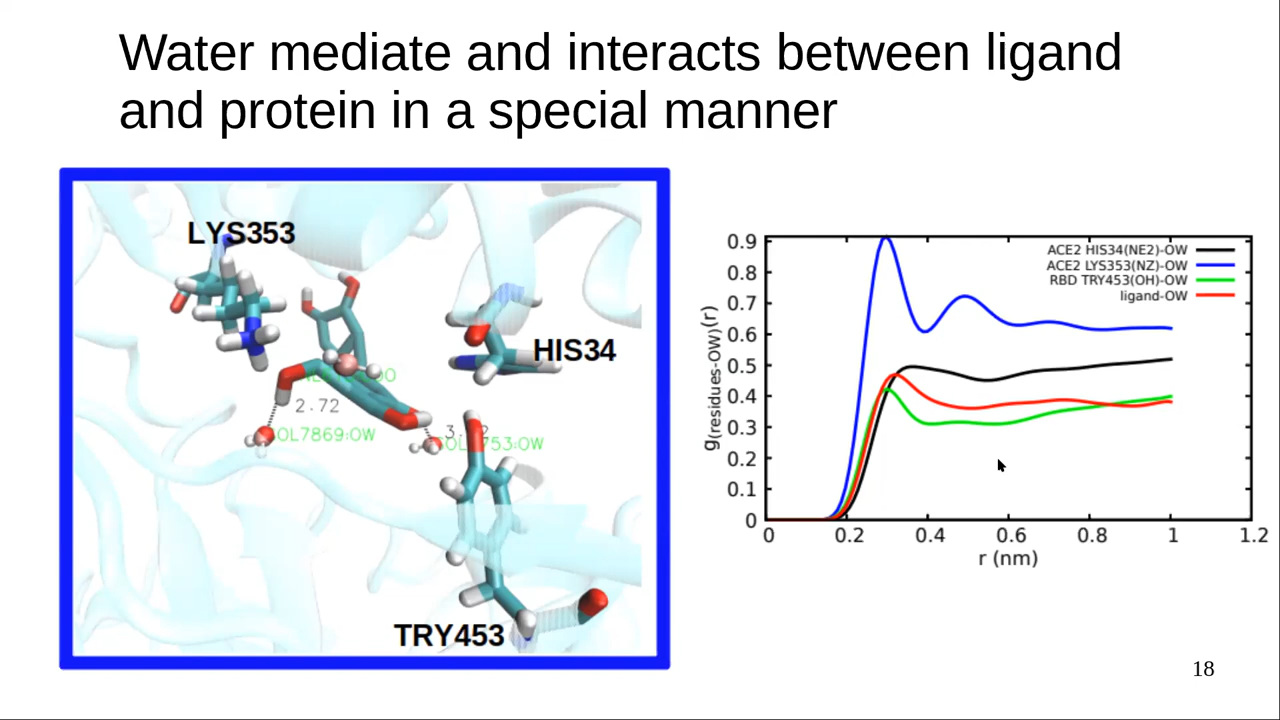 Water mediate and interacts between ligand
and protein in a special manner
LYS353
HIS34
2.72
OL7869:OW
753:OW
TRY453
0.9
0.8
0.7
0.6
0.5
0.4
0.3
0.2
0.1
0
g(residues-OW)(r)
ACE2 HIS34(NE2)-OW
ACE2 LYS353(NZ)-OW
RBD TRY453(OH)-OW
ligand-OW
0 0.2 0.4 0.6 0.8 1 1.2
r (nm)
18